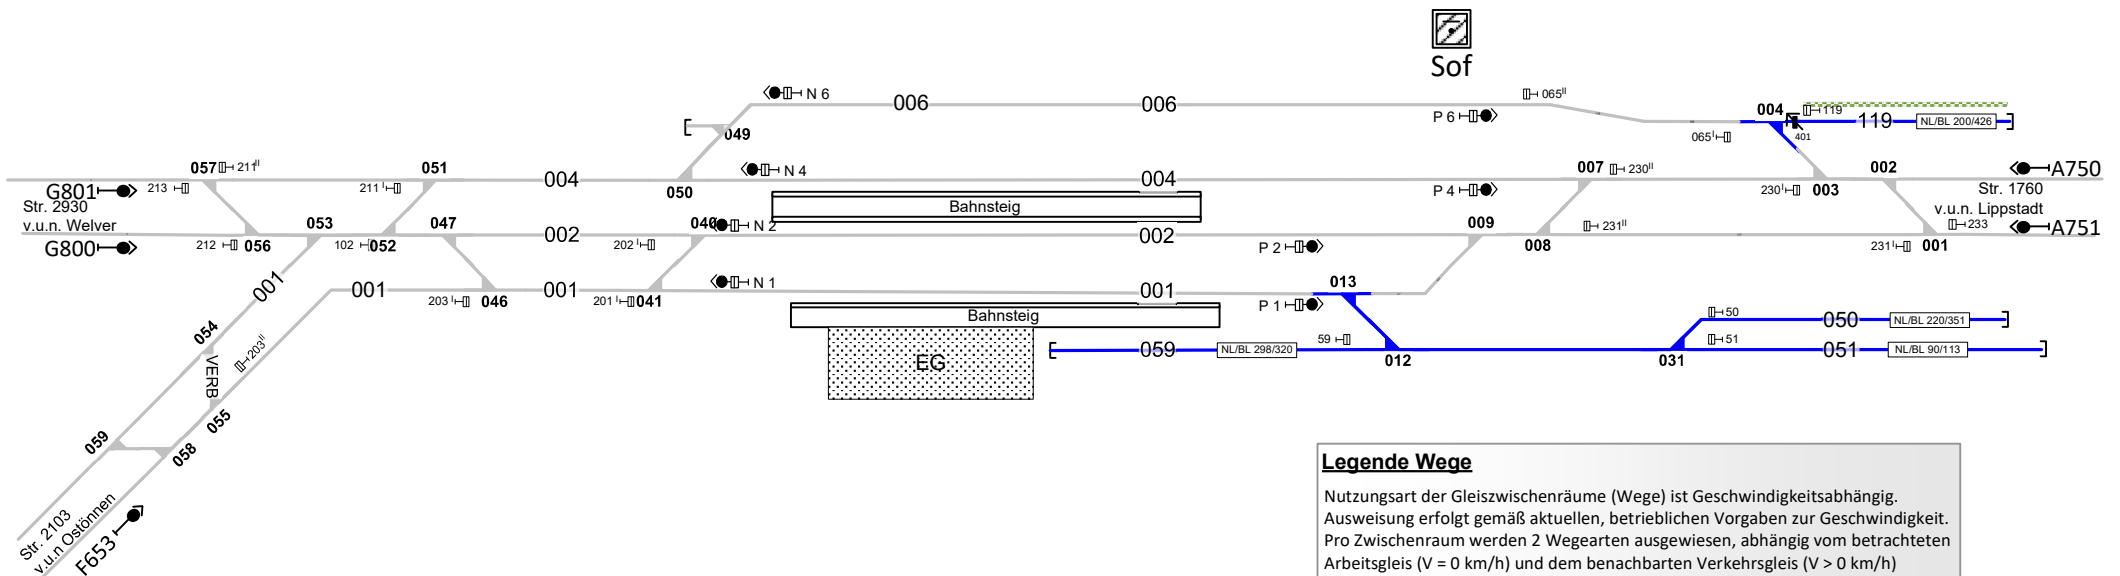 Sof
N 6
006
006
065ᴵᴵ
004
119
P 6
049
119
NL/BL 200/426
065ᴵ
401
057
211ᴵᴵ
051
N 4
007
230ᴵᴵ
002
A750
G801
213
211ᴵ
004
050
004
P 4
230ᴵ
003
Str. 1760
v.u.n. Lippstadt
Str. 2930
v.u.n. Welver
Bahnsteig
053
047
040
N 2
009
231ᴵᴵ
233
A751
G800
212
056
102
052
002
202ᴵ
002
P 2
008
231ᴵ
001
001
001
203ᴵ
046
001
201ᴵ
041
N 1
001
013
P 1
Bahnsteig
50
050
NL/BL 220/351
054
VERB
203ᴵᴵ
EG
059
NL/BL 298/320
59
012
031
51
051
NL/BL 90/113
055
059
058
Str. 2103
v.u.n Ostönnen
F653
Legende Wege
Nutzungsart der Gleiszwischenräume (Wege) ist Geschwindigkeitsabhängig.
Ausweisung erfolgt gemäß aktuellen, betrieblichen Vorgaben zur Geschwindigkeit.
Pro Zwischenraum werden 2 Wegearten ausgewiesen, abhängig vom betrachteten
Arbeitsgleis (V = 0 km/h) und dem benachbarten Verkehrsgleis (V > 0 km/h)